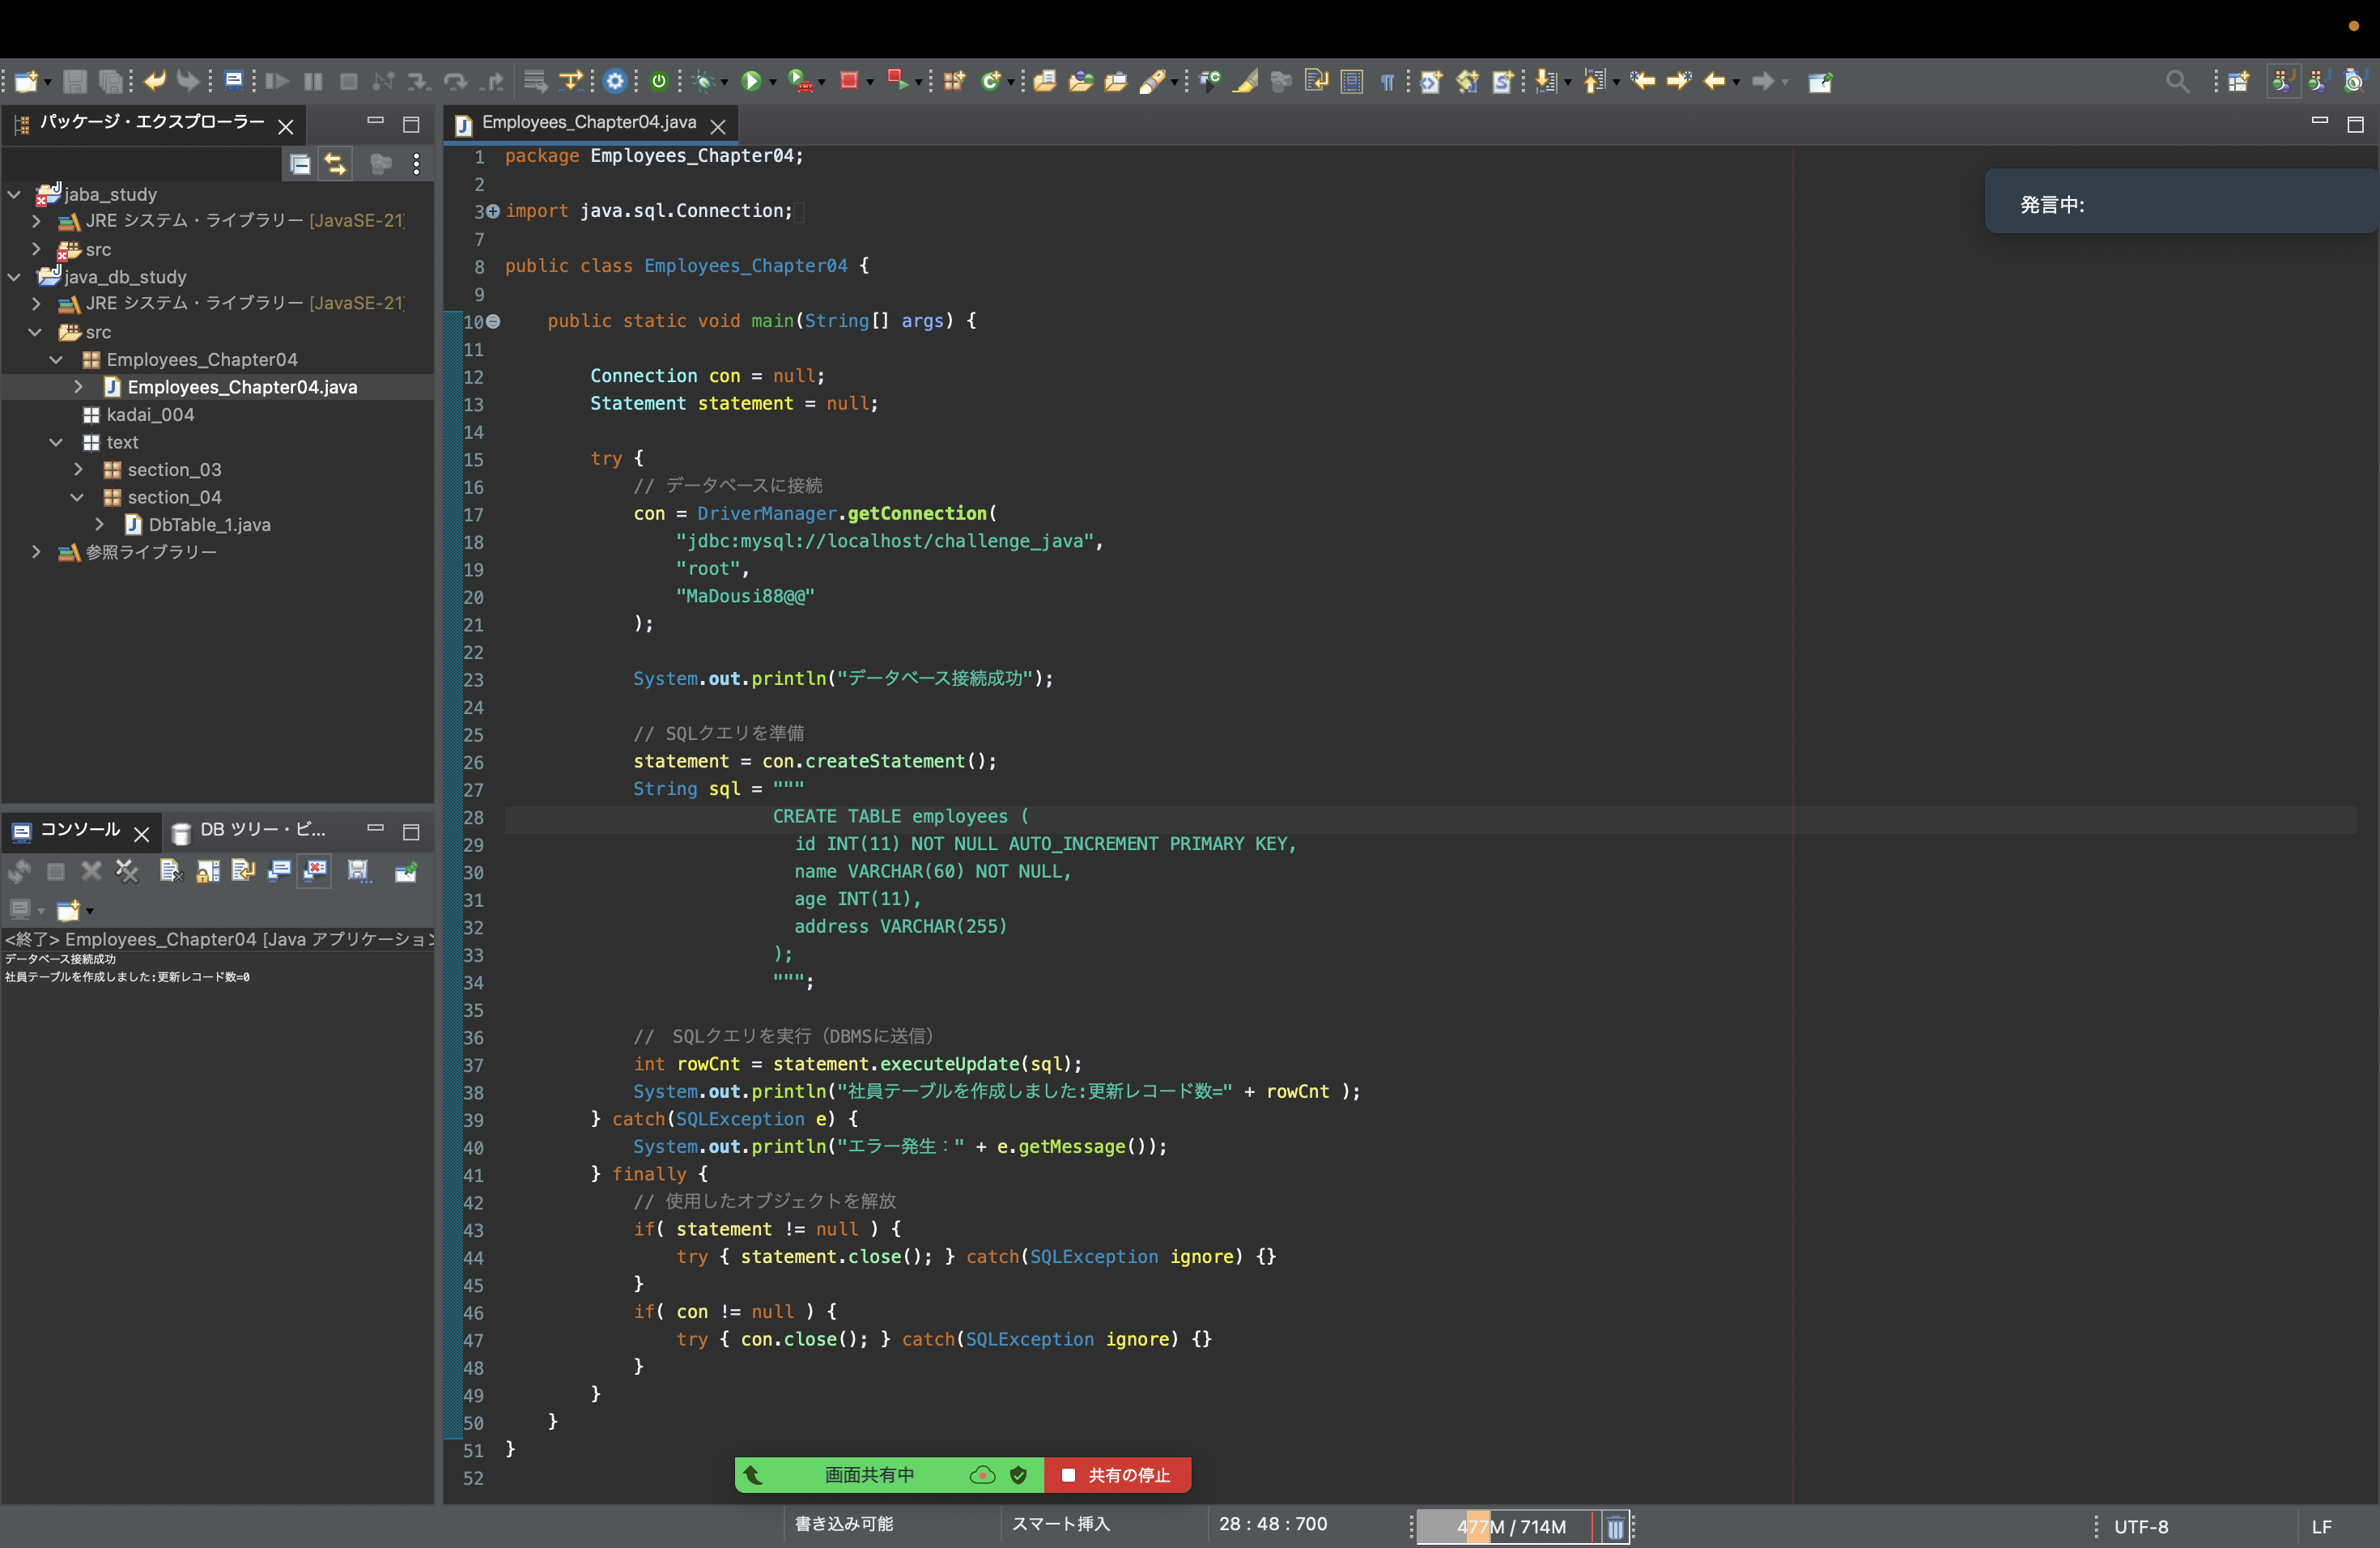 パッケージ・エクスプローラー
jaba_study
JRE システム・ライブラリー [JavaSE-21]
src
java_db_study
JRE システム・ライブラリー [JavaSE-21]
src
Employees_Chapter04
Employees_Chapter04.java
kadai_004
text
section_03
section_04
DbTable_1.java
参照ライブラリー
コンソール
DB ツリー・ビ...
<終了> Employees_Chapter04 [Java アプリケーション
データベース接続成功
社員テーブルを作成しました:更新レコード数=0
Employees_Chapter04.java
1 package Employees_Chapter04;
2
3 import java.sql.Connection;
7
8 public class Employees_Chapter04 {
9
10 public static void main(String[] args) {
11
12 Connection con = null;
13 Statement statement = null;
14
15 try {
16 // データベースに接続
17 con = DriverManager.getConnection(
18 "jdbc:mysql://localhost/challenge_java",
19 "root",
20 "MaDousi88@@"
21 );
22
23 System.out.println("データベース接続成功");
24
25 // SQLクエリを準備
26 statement = con.createStatement();
27 String sql = """
28 CREATE TABLE employees (
29 id INT(11) NOT NULL AUTO_INCREMENT PRIMARY KEY,
30 name VARCHAR(60) NOT NULL,
31 age INT(11),
32 address VARCHAR(255)
33 );
34 """;
35
36 //　SQLクエリを実行（DBMSに送信）
37 int rowCnt = statement.executeUpdate(sql);
38 System.out.println("社員テーブルを作成しました:更新レコード数=" + rowCnt );
39 } catch(SQLException e) {
40 System.out.println("エラー発生：" + e.getMessage());
41 } finally {
42 // 使用したオブジェクトを解放
43 if( statement != null ) {
44 try { statement.close(); } catch(SQLException ignore) {}
45 }
46 if( con != null ) {
47 try { con.close(); } catch(SQLException ignore) {}
48 }
49 }
50 }
51 }
52
発言中:
画面共有中
共有の停止
書き込み可能
スマート挿入
28 : 48 : 700
477M / 714M
UTF-8
LF